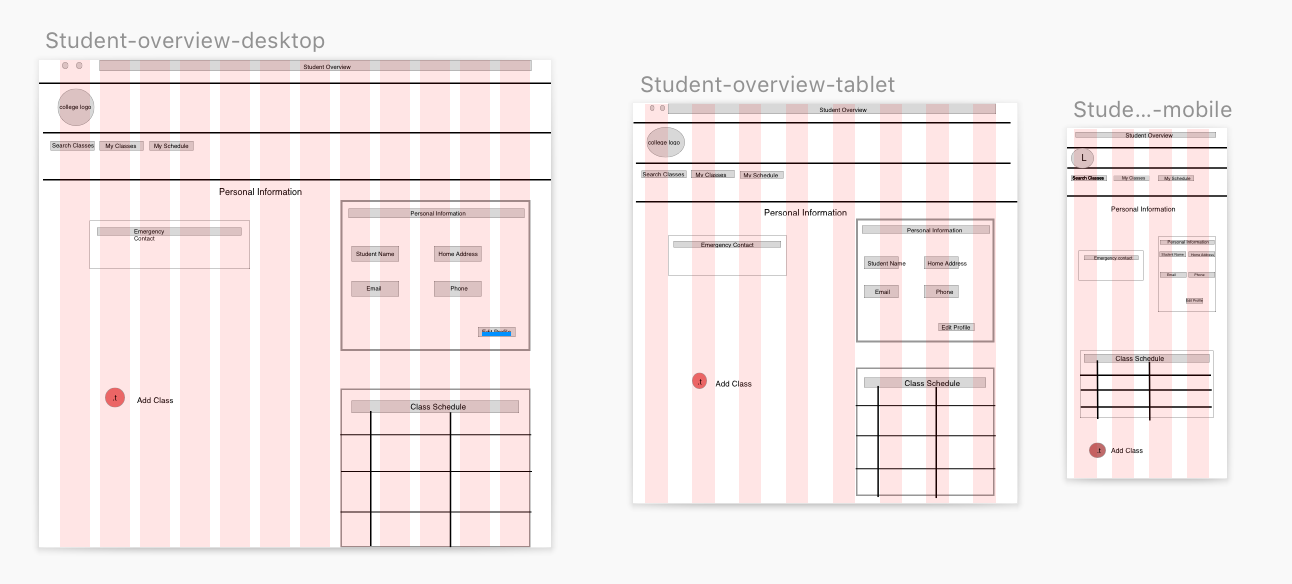 Student-overview-desktop
Student Overview
college logo
Search Classes My Classes My Schedule
Personal Information
Emergency
Contact
Personal Information
Student Name Home Address
Email Phone
Edit Profile
.t Add Class
Class Schedule
Student-overview-tablet
Student Overview
college logo
Search Classes My Classes My Schedule
Personal Information
Emergency Contact
Personal Information
Student Name Home Address
Email Phone
Edit Profile
.t Add Class
Class Schedule
Stude...-mobile
Student Overview
L
Search Classes My Classes My Schedule
Personal Information
Emergency contact
Personal Information
Student Name Home Address
Email Phone
Edit Profile
Class Schedule
.t Add Class